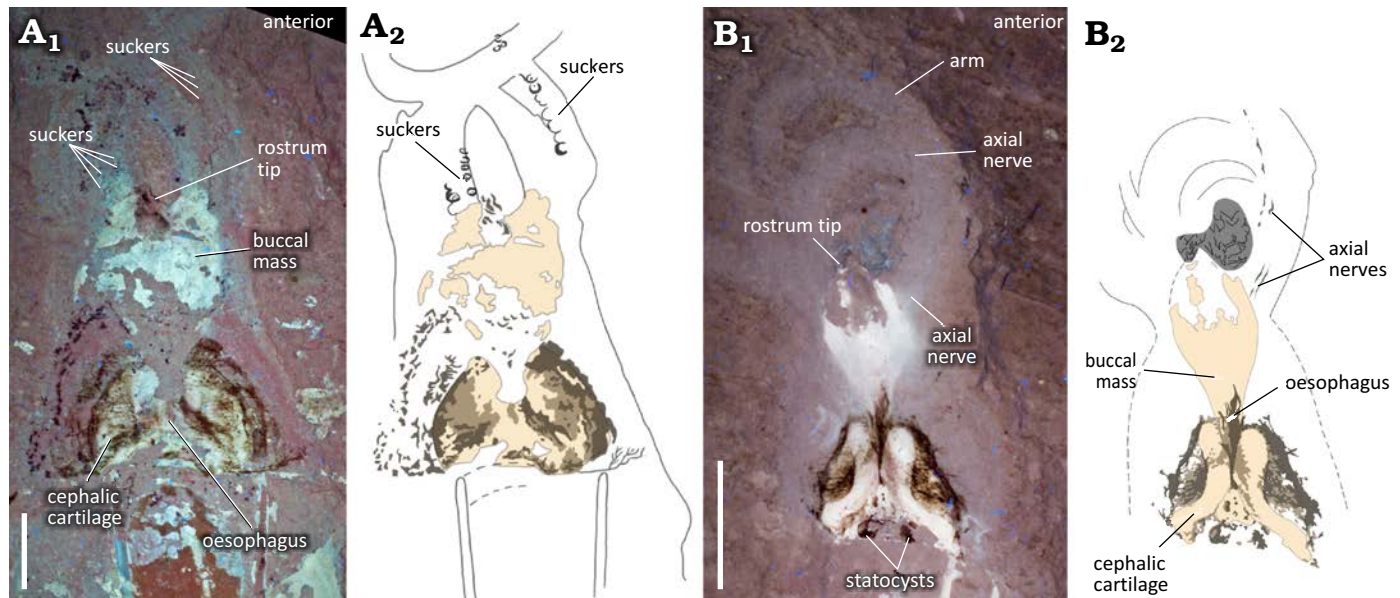 A1
anterior
suckers
suckers
rostrum
tip
buccal
mass
cephalic
cartilage
oesophagus
A2
suckers
suckers
B1
anterior
arm
axial
nerve
rostrum tip
axial
nerve
statocysts
B2
axial
nerves
buccal
mass
oesophagus
cephalic
cartilage